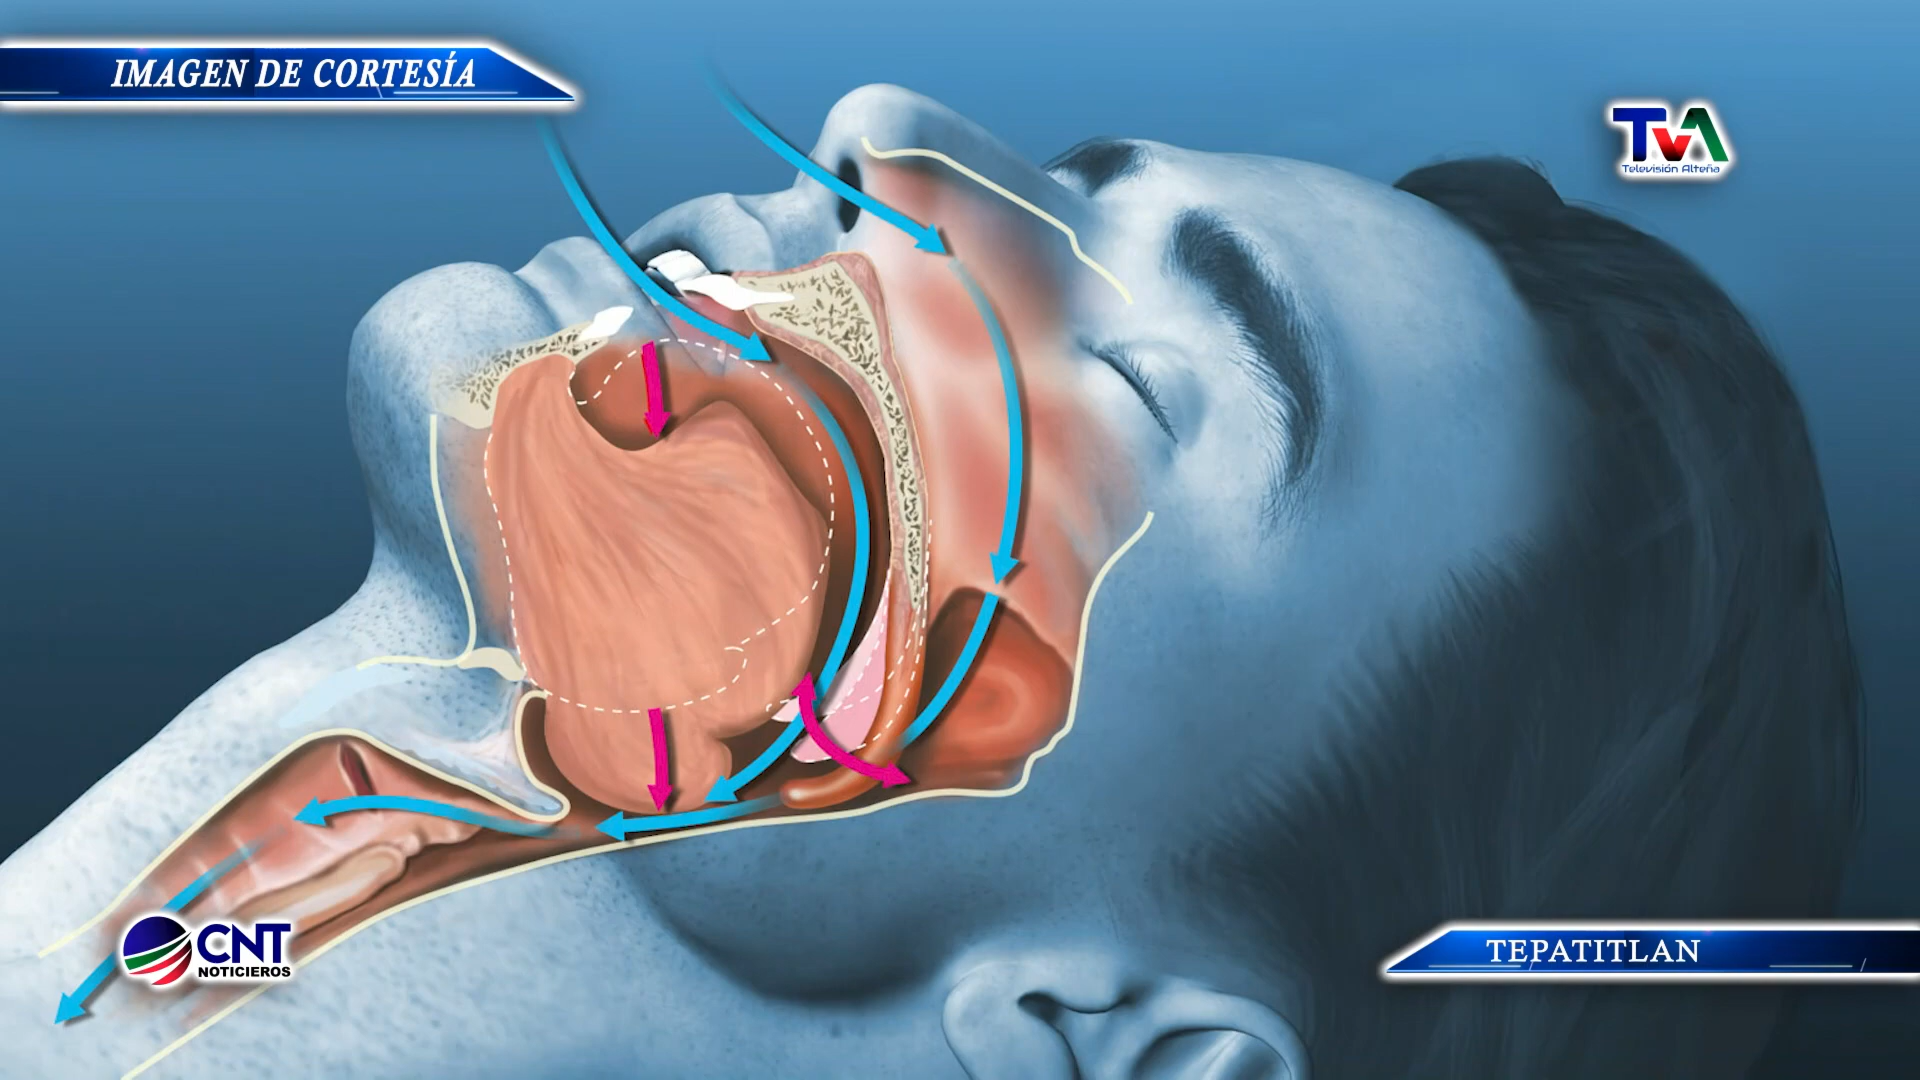 IMAGEN DE CORTESÍA
TvA
Televisión Alteña
CNT
NOTICIEROS
TEPATITLAN